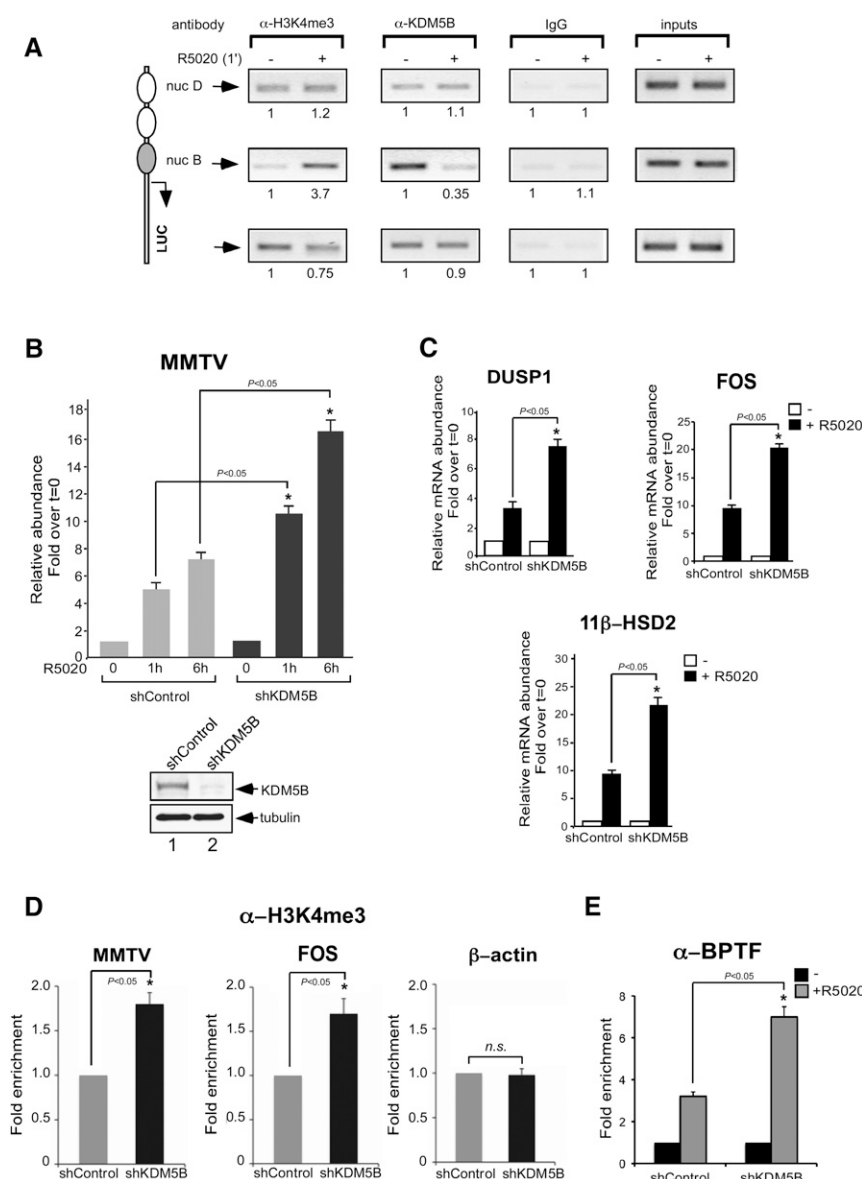 A
antibody α-H3K4me3 α-KDM5B IgG inputs
R5020 (1') - + - + - + - +
nuc D
1 1.2 1 1.1 1 1
nuc B
1 3.7 1 0.35 1 1.1
LUC
1 0.75 1 0.9 1 1
B
MMTV
Relative abundance
Fold over t=0
18
16
14
12
10
8
6
4
2
0
P<0.05
*
P<0.05
*
R5020 0 1h 6h 0 1h 6h
shControl shKDM5B
shControl
shKDM5B
KDM5B
tubulin
1 2
C
DUSP1
Relative mRNA abundance
Fold over t=0
10
8
6
4
2
0
P<0.05
*
shControl shKDM5B
FOS
Relative mRNA abundance
Fold over t=0
25
20
15
10
5
0
P<0.05
*
shControl shKDM5B
-
+ R5020
11β–HSD2
Relative mRNA abundance
Fold over t=0
30
25
20
15
10
5
0
P<0.05
*
shControl shKDM5B
-
+ R5020
D
α–H3K4me3
MMTV
Fold enrichment
2.0
1.5
1.0
0.5
0
P<0.05
*
shControl shKDM5B
FOS
Fold enrichment
2.0
1.5
1.0
0.5
0
P<0.05
*
shControl shKDM5B
β–actin
Fold enrichment
2.0
1.5
1.0
0.5
0
n.s.
shControl shKDM5B
E
α–BPTF
-
+R5020
Fold enrichment
8
6
4
2
0
P<0.05
*
shControl shKDM5B